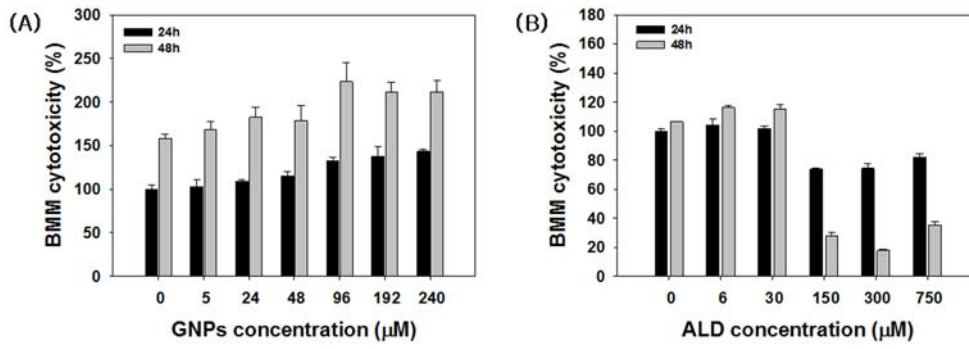 (A)
300
250
200
150
100
50
0
BMM cytotoxicity (%)
24h
48h
0 5 24 48 96 192 240
GNPs concentration (μM)
(B)
180
160
140
120
100
80
60
40
20
0
BMM cytotoxicity (%)
24h
48h
0 6 30 150 300 750
ALD concentration (μM)